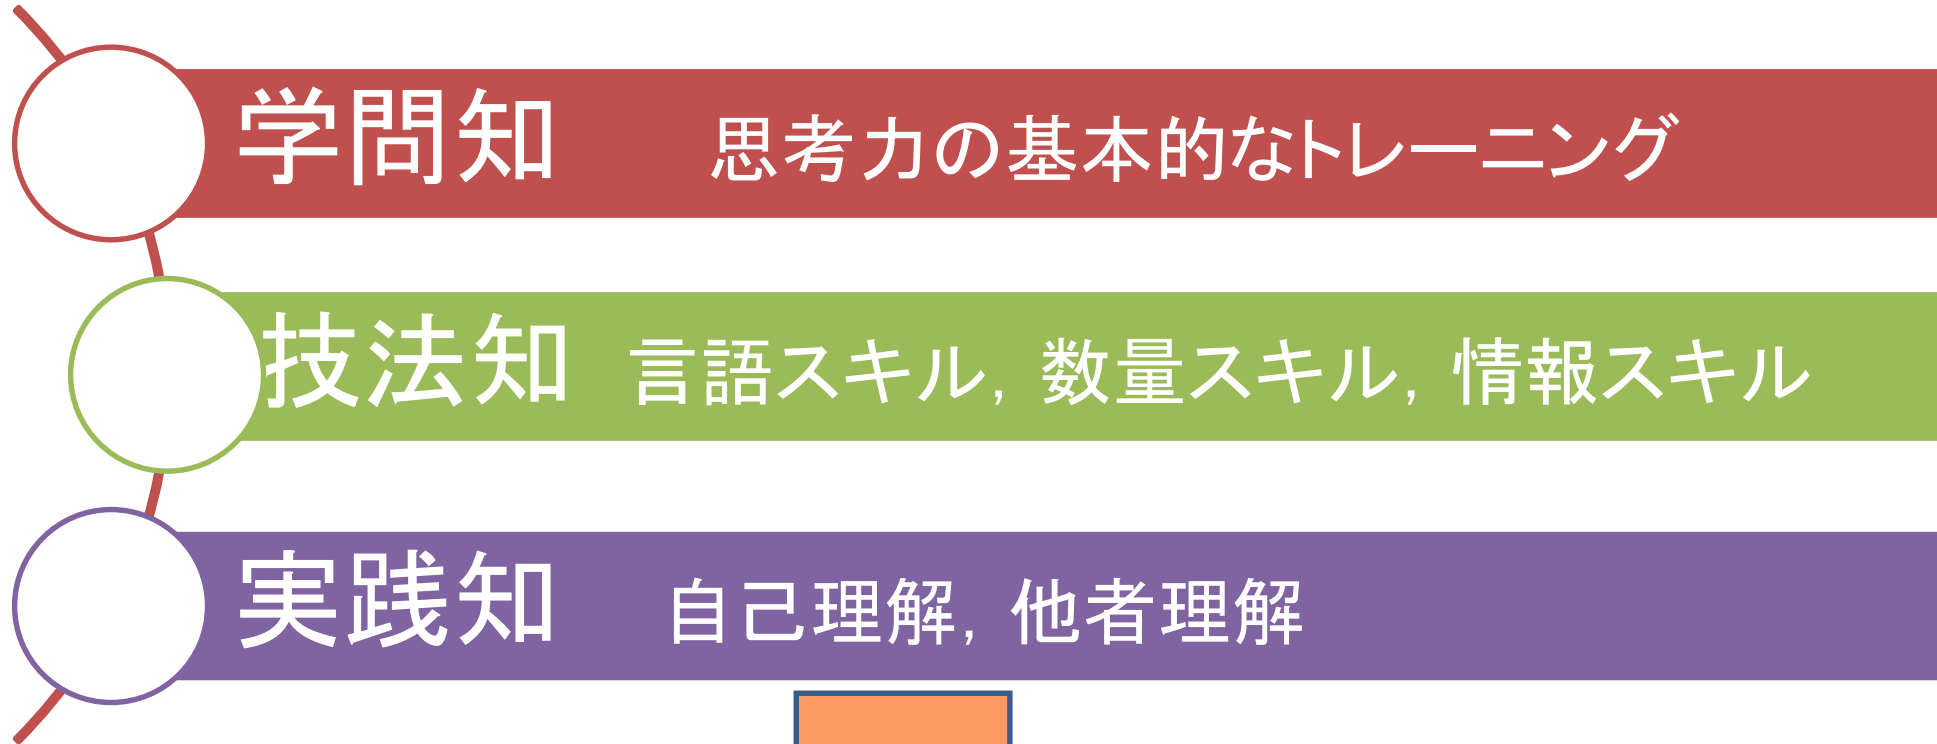 学問知 思考力の基本的なトレーニング
技法知 言語スキル，数量スキル，情報スキル
実践知 自己理解，他者理解